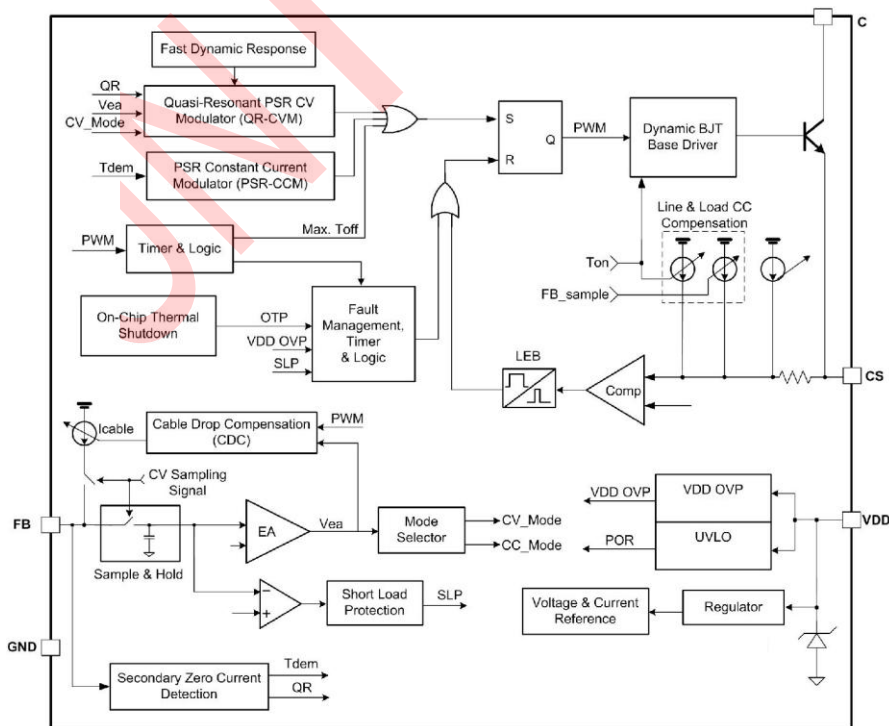 C
Fast Dynamic Response
QR
Vea
CV_Mode
Quasi-Resonant PSR CV
Modulator (QR-CVM)
Tdem
PSR Constant Current
Modulator (PSR-CCM)
S
R
Q
PWM
Dynamic BJT
Base Driver
PWM
Timer & Logic
Max. Toff
Line & Load CC
Compensation
Ton
FB_sample
On-Chip Thermal
Shutdown
OTP
VDD OVP
SLP
Fault
Management,
Timer
& Logic
LEB
Comp
CS
Icable
Cable Drop Compensation
(CDC)
PWM
CV Sampling
Signal
FB
Sample & Hold
EA
Vea
Mode
Selector
CV_Mode
CC_Mode
VDD OVP
VDD OVP
POR
UVLO
VDD
−
+
Short Load
Protection
SLP
Voltage & Current
Reference
Regulator
GND
Secondary Zero Current
Detection
Tdem
QR